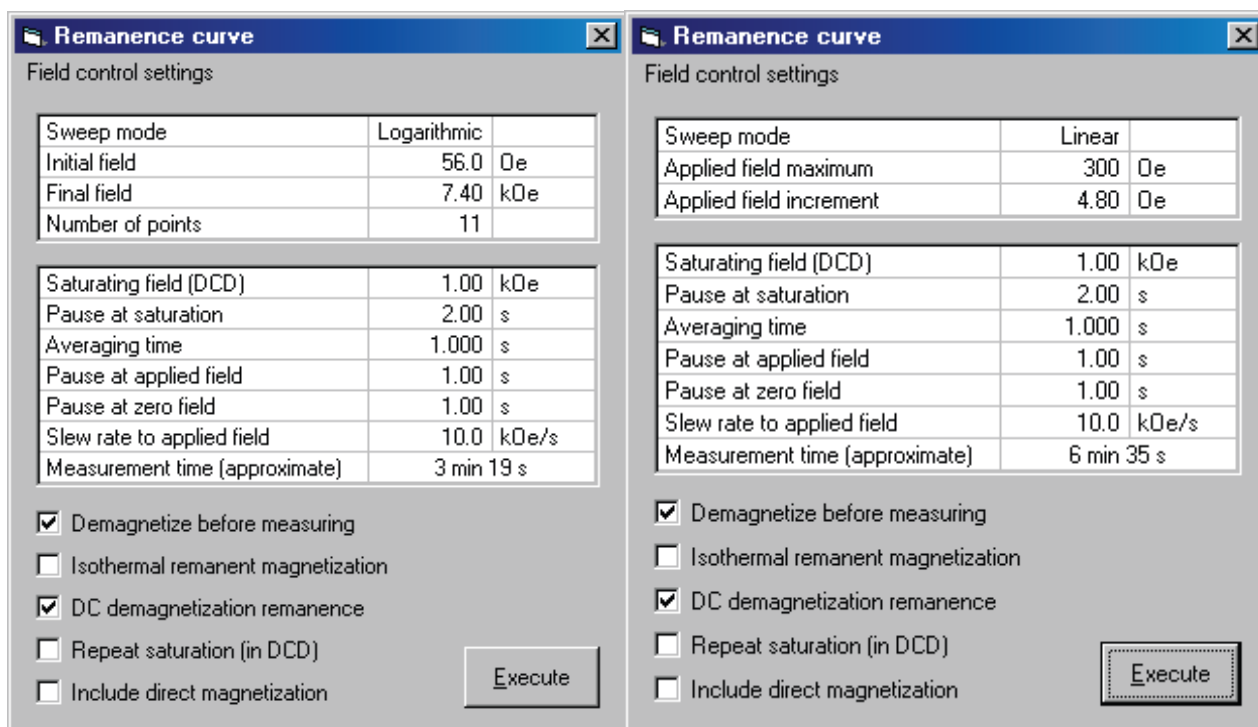 Remanence curve
Field control settings
Sweep mode Logarithmic
Initial field 56.0 Oe
Final field 7.40 kOe
Number of points 11
Saturating field (DCD) 1.00 kOe
Pause at saturation 2.00 s
Averaging time 1.000 s
Pause at applied field 1.00 s
Pause at zero field 1.00 s
Slew rate to applied field 10.0 kOe/s
Measurement time (approximate) 3 min 19 s
Demagnetize before measuring
Isothermal remanent magnetization
DC demagnetization remanence
Repeat saturation (in DCD)
Include direct magnetization
Execute
Remanence curve
Field control settings
Sweep mode Linear
Applied field maximum 300 Oe
Applied field increment 4.80 Oe
Saturating field (DCD) 1.00 kOe
Pause at saturation 2.00 s
Averaging time 1.000 s
Pause at applied field 1.00 s
Pause at zero field 1.00 s
Slew rate to applied field 10.0 kOe/s
Measurement time (approximate) 6 min 35 s
Demagnetize before measuring
Isothermal remanent magnetization
DC demagnetization remanence
Repeat saturation (in DCD)
Include direct magnetization
Execute